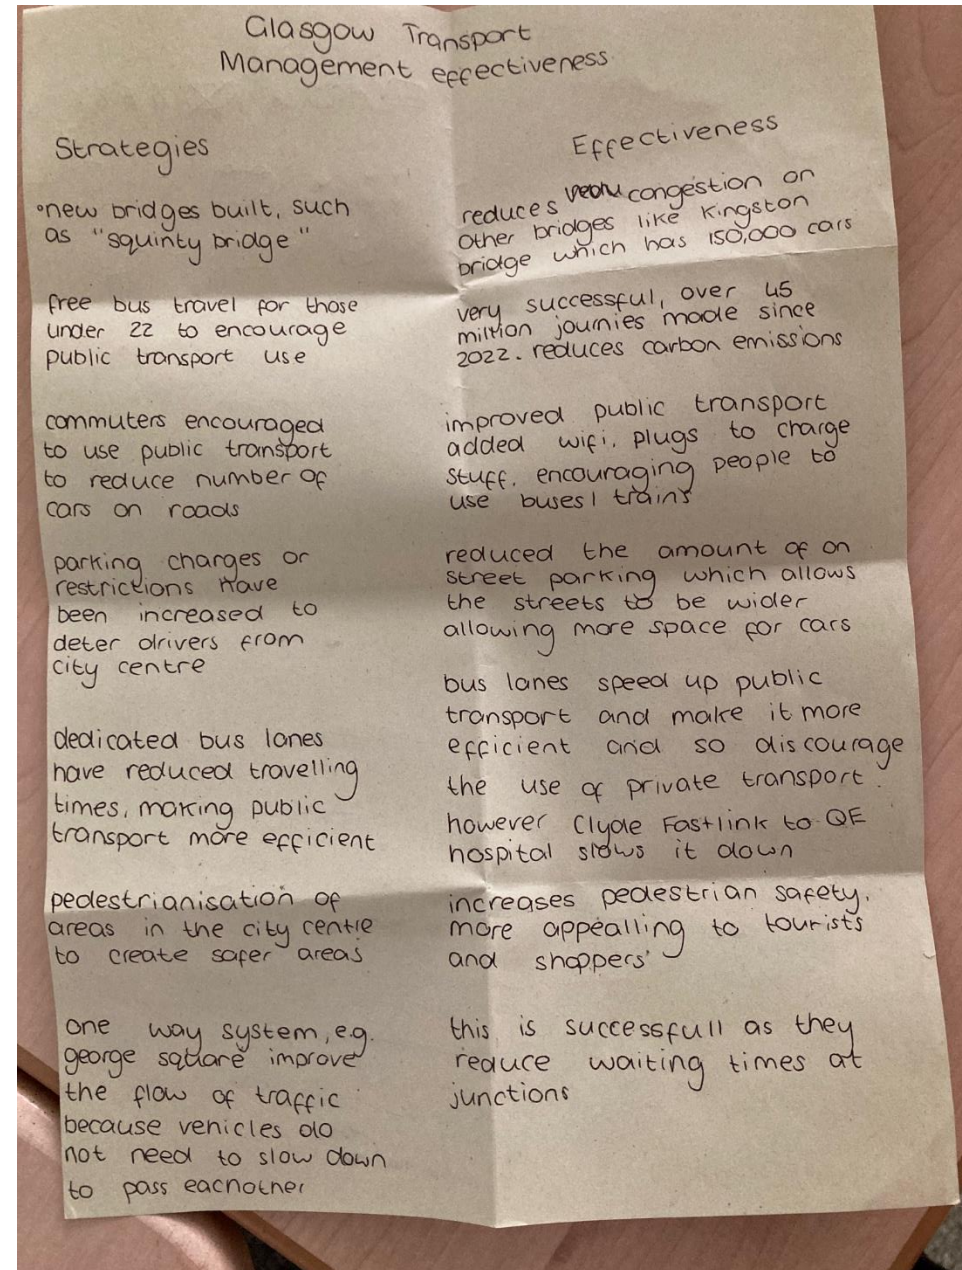 Glasgow Transport
Management effectiveness
Strategies
•new bridges built, such
as "squinty bridge"
free bus travel for those
under 22 to encourage
public transport use
commuters encouraged
to use public transport
to reduce number of
cars on roads
parking charges or
restrictions have
been increased to
deter drivers from
city centre
dedicated bus lanes
have reduced travelling
times, making public
transport more efficient
pedestrianisation of
areas in the city centre
to create safer areas
one way system, e.g.
george square improve
the flow of traffic
because vehicles do
not need to slow down
to pass eachother
Effectiveness
reduces congestion on
other bridges like Kingston
bridge which has 150,000 cars
very successful, over 45
million journies made since
2022. reduces carbon emissions
improved public transport
added wifi, plugs to charge
stuff, encouraging people to
use buses/trains
reduced the amount of on
street parking which allows
the streets to be wider
allowing more space for cars
bus lanes speed up public
transport and make it more
efficient and so discourage
the use of private transport.
however Clyde Fastlink to QE
hospital slows it down
increases pedestrian safety,
more appealling to tourists
and shoppers
this is successfull as they
reduce waiting times at
junctions